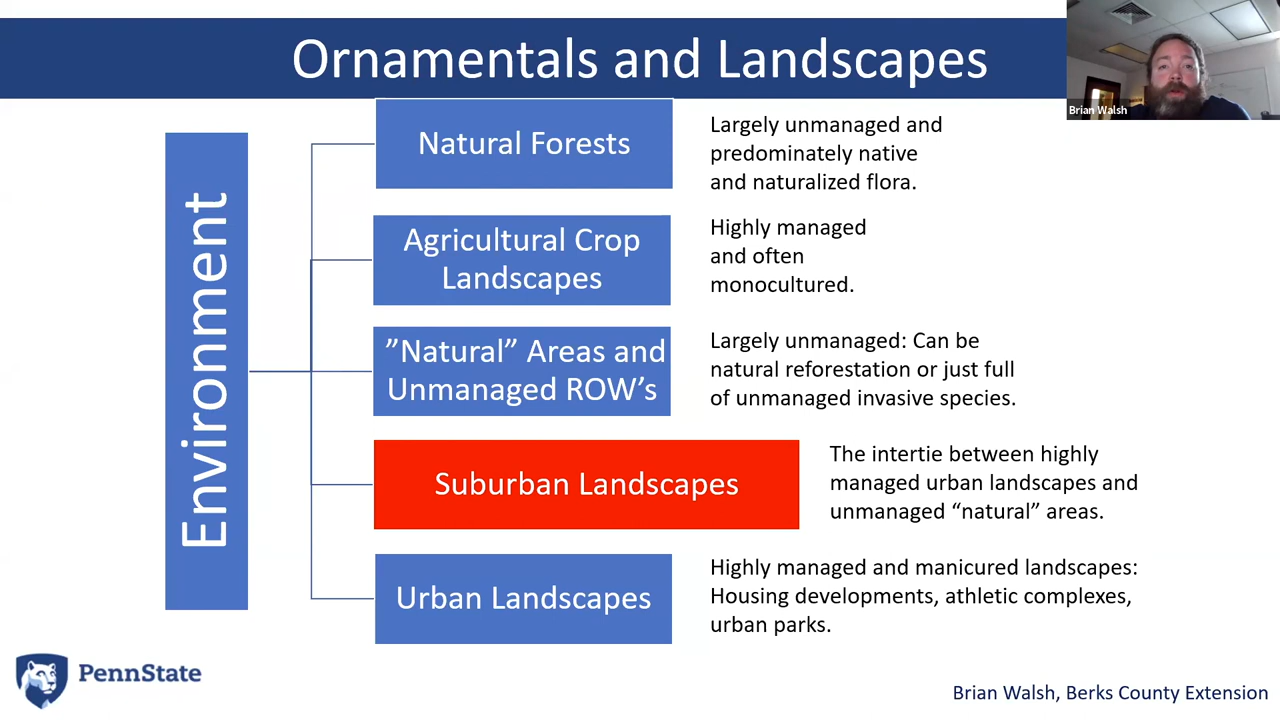 Ornamentals and Landscapes
Brian Walsh
Environment
Natural Forests
Largely unmanaged and
predominately native
and naturalized flora.
Agricultural Crop
Landscapes
Highly managed
and often
monocultured.
”Natural” Areas and
Unmanaged ROW’s
Largely unmanaged: Can be
natural reforestation or just full
of unmanaged invasive species.
Suburban Landscapes
The intertie between highly
managed urban landscapes and
unmanaged “natural” areas.
Urban Landscapes
Highly managed and manicured landscapes:
Housing developments, athletic complexes,
urban parks.
PennState
Brian Walsh, Berks County Extension